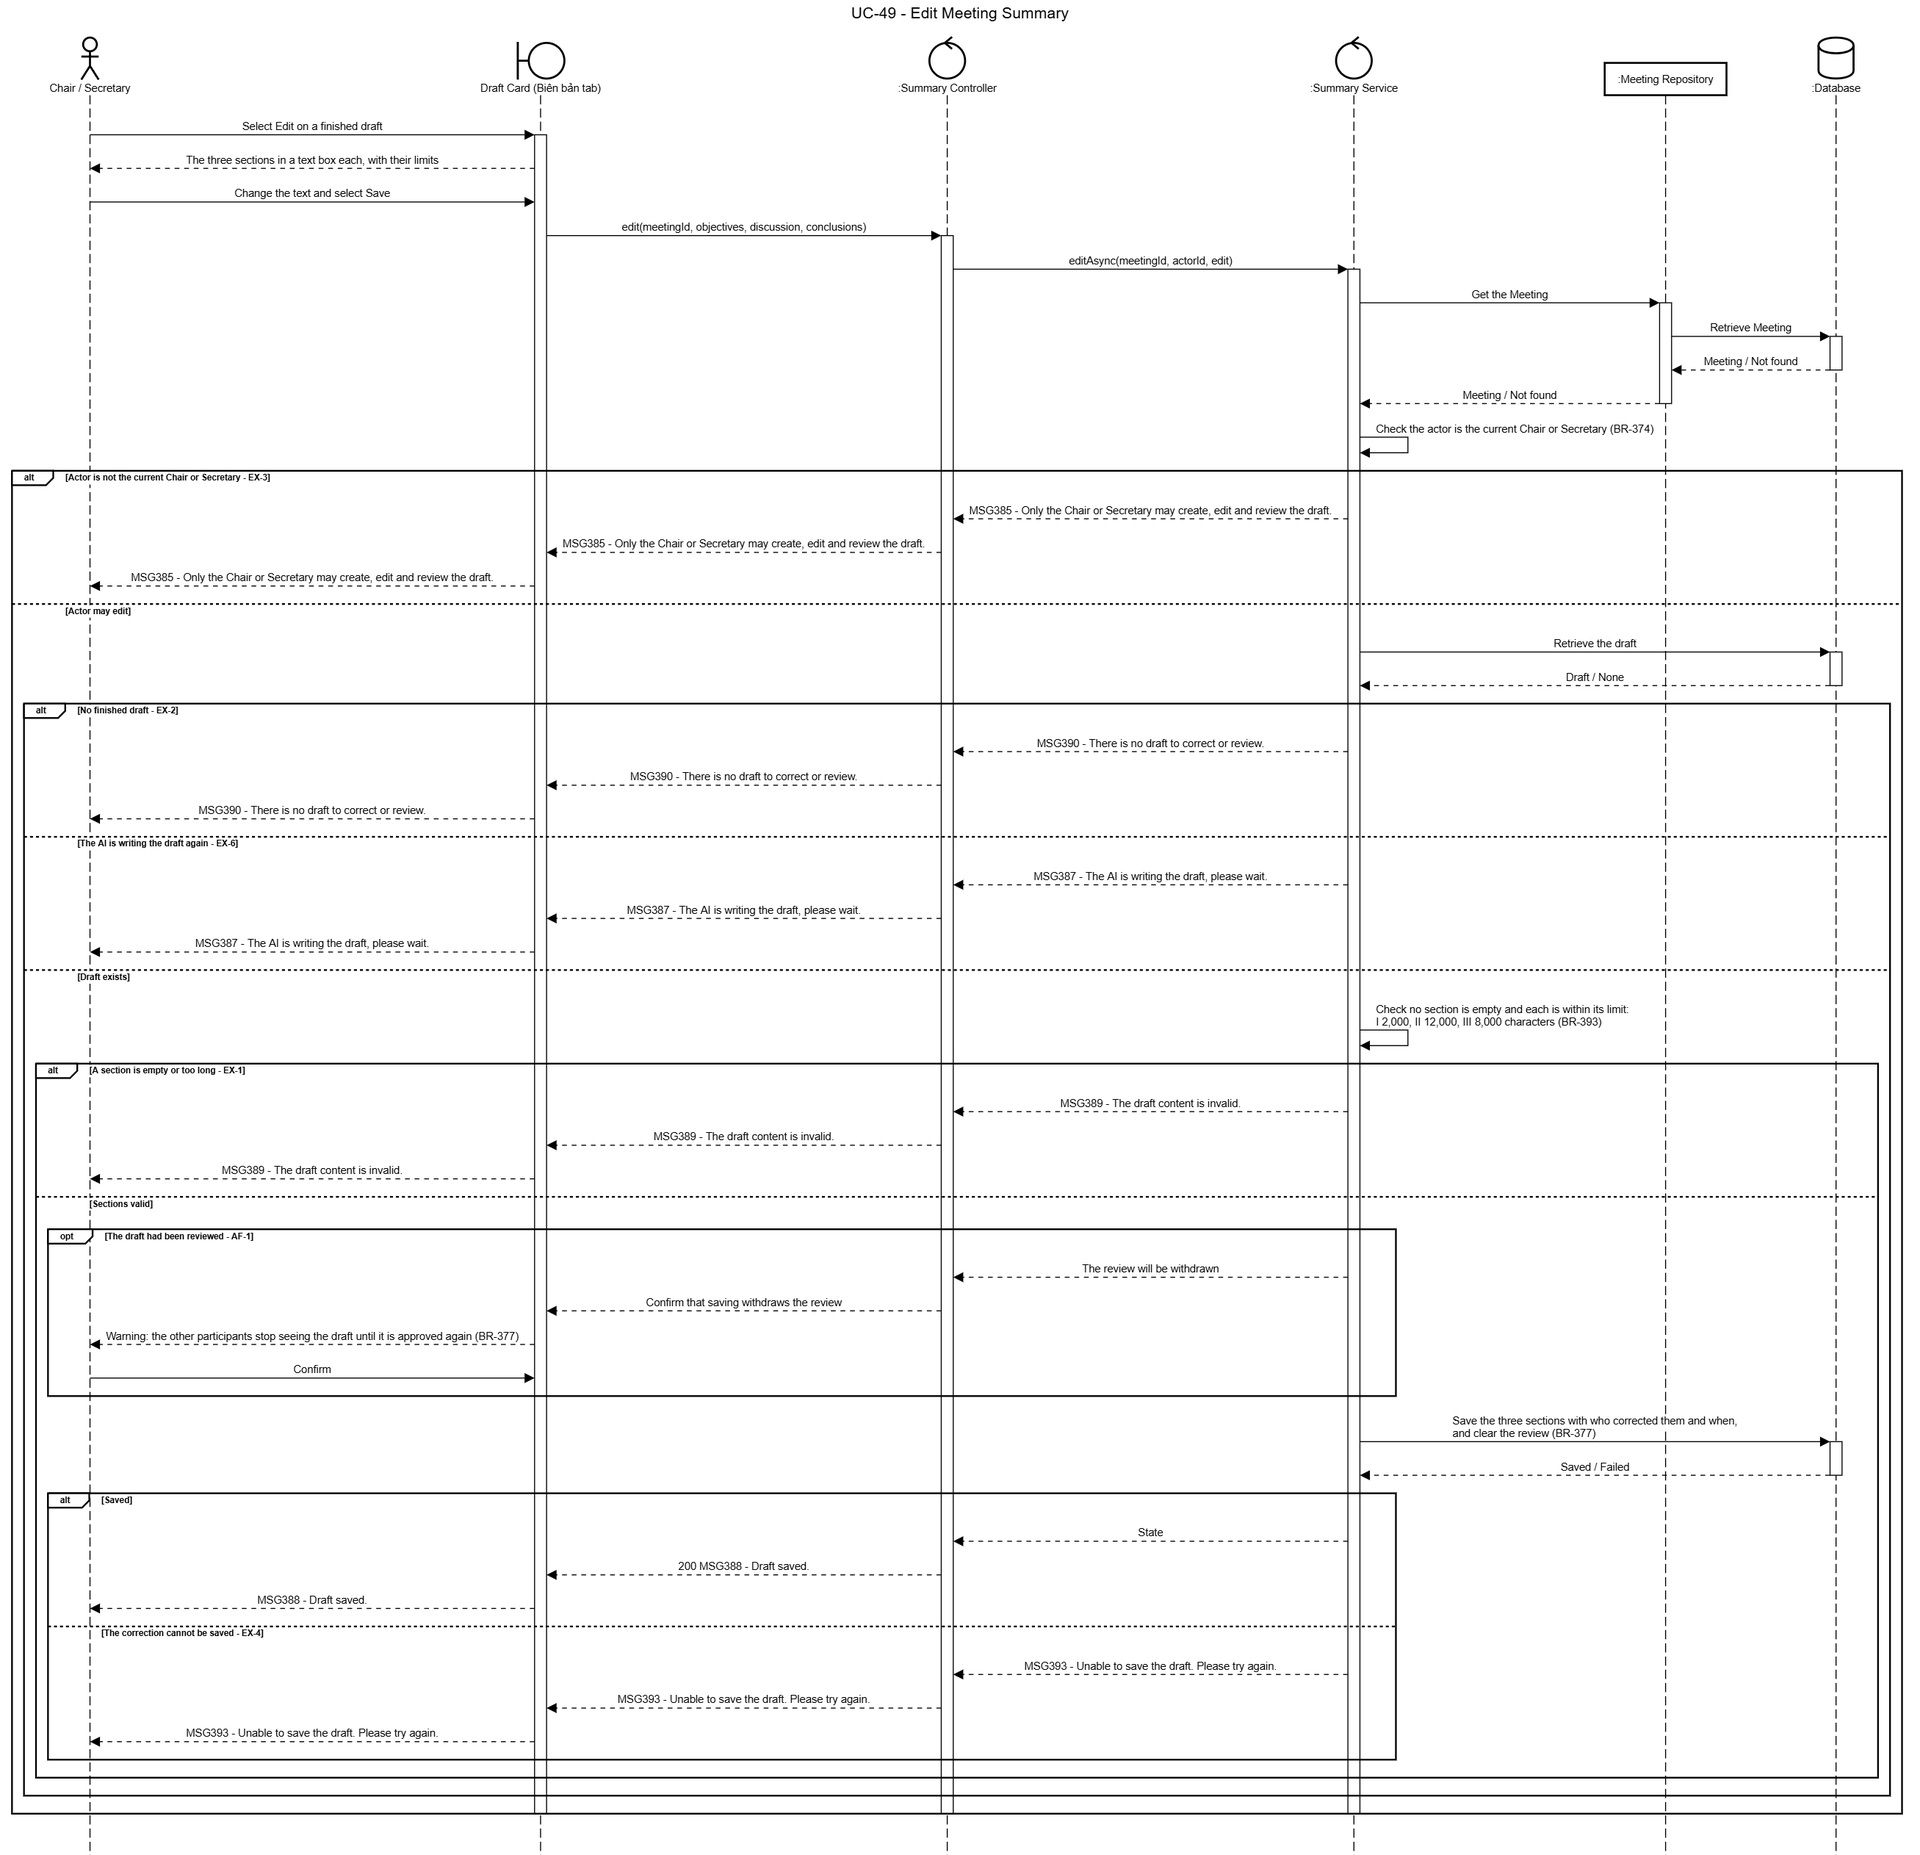 UC-49 - Edit Meeting Summary
Chair / Secretary
Draft Card (Biên bản tab)
:Summary Controller
:Summary Service
:Meeting Repository
:Database
Select Edit on a finished draft
The three sections in a text box each, with their limits
Change the text and select Save
edit(meetingId, objectives, discussion, conclusions)
editAsync(meetingId, actorId, edit)
Get the Meeting
Retrieve Meeting
Meeting / Not found
Meeting / Not found
Check the actor is the current Chair or Secretary (BR-374)
alt
[Actor is not the current Chair or Secretary - EX-3]
MSG385 - Only the Chair or Secretary may create, edit and review the draft.
MSG385 - Only the Chair or Secretary may create, edit and review the draft.
MSG385 - Only the Chair or Secretary may create, edit and review the draft.
[Actor may edit]
Retrieve the draft
Draft / None
alt
[No finished draft - EX-2]
MSG390 - There is no draft to correct or review.
MSG390 - There is no draft to correct or review.
MSG390 - There is no draft to correct or review.
[The AI is writing the draft again - EX-6]
MSG387 - The AI is writing the draft, please wait.
MSG387 - The AI is writing the draft, please wait.
MSG387 - The AI is writing the draft, please wait.
[Draft exists]
Check no section is empty and each is within its limit:
I 2,000, II 12,000, III 8,000 characters (BR-393)
alt
[A section is empty or too long - EX-1]
MSG389 - The draft content is invalid.
MSG389 - The draft content is invalid.
MSG389 - The draft content is invalid.
[Sections valid]
opt
[The draft had been reviewed - AF-1]
The review will be withdrawn
Confirm that saving withdraws the review
Warning: the other participants stop seeing the draft until it is approved again (BR-377)
Confirm
Save the three sections with who corrected them and when,
and clear the review (BR-377)
Saved / Failed
alt
[Saved]
State
200 MSG388 - Draft saved.
MSG388 - Draft saved.
[The correction cannot be saved - EX-4]
MSG393 - Unable to save the draft. Please try again.
MSG393 - Unable to save the draft. Please try again.
MSG393 - Unable to save the draft. Please try again.